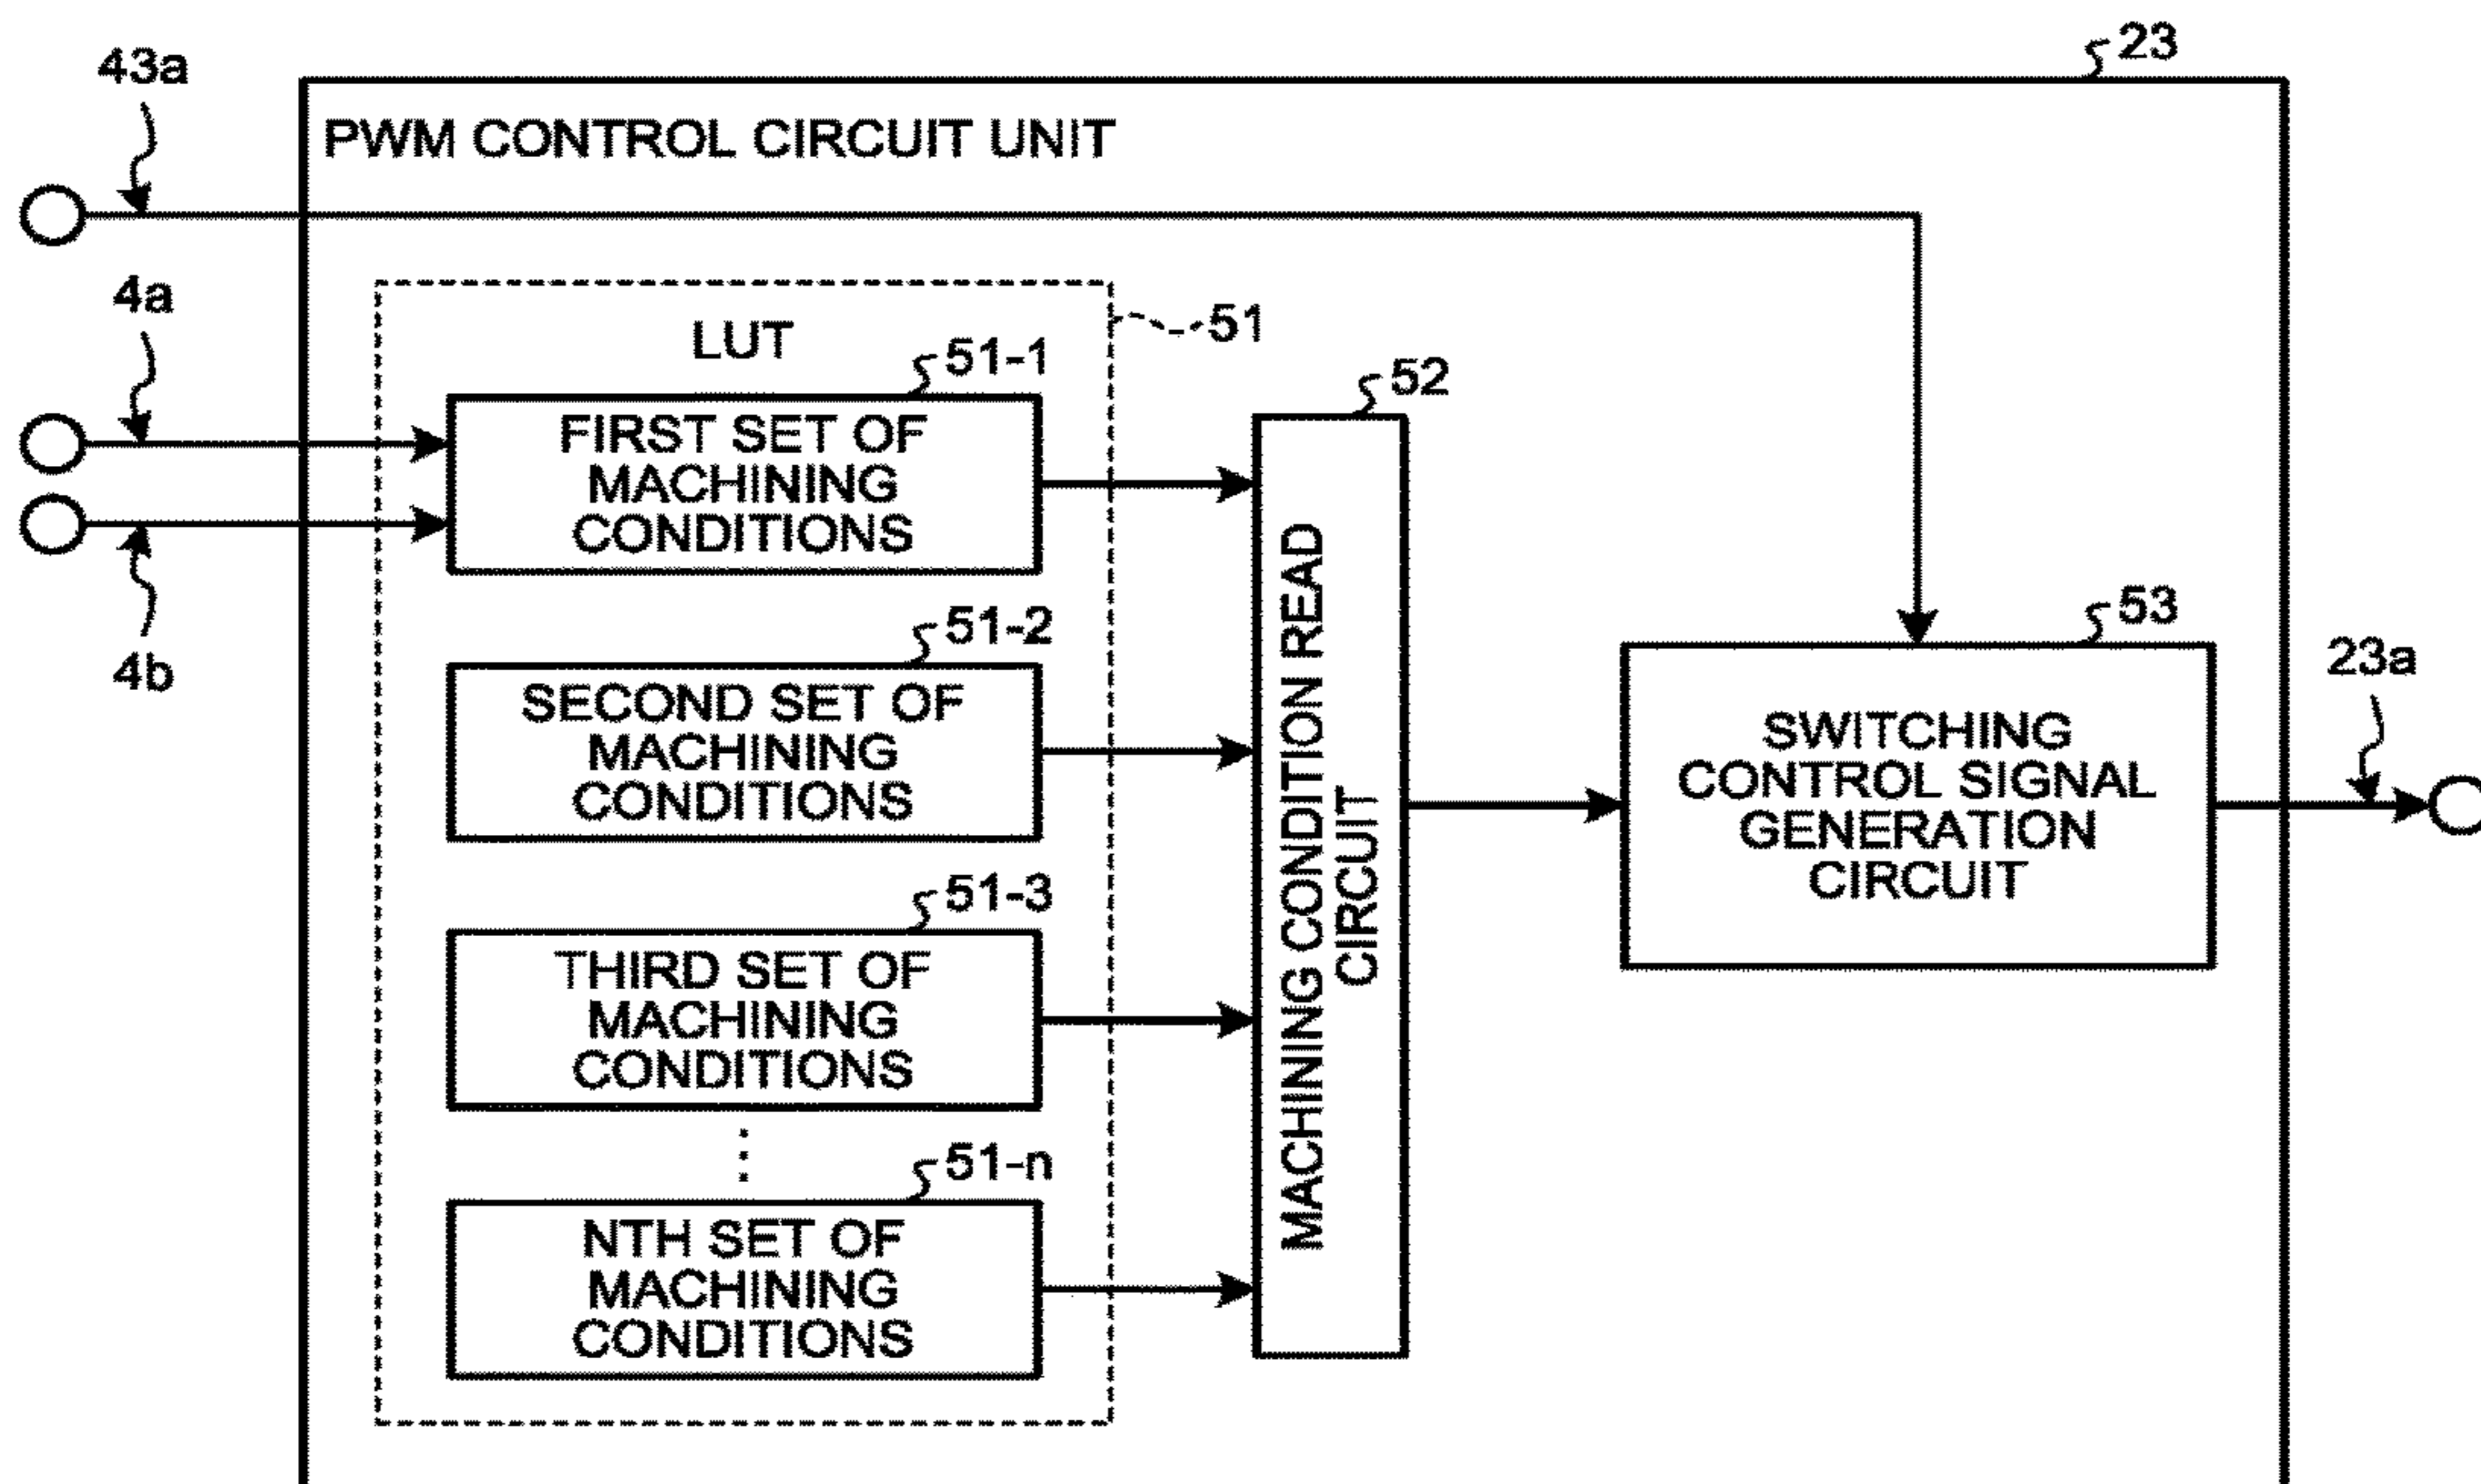 23
43a
PWM CONTROL CIRCUIT UNIT
4a
51
LUT
51-1
52
FIRST SET OF
MACHINING
CONDITIONS
4b
51-2
SECOND SET OF
MACHINING
CONDITIONS
51-3
THIRD SET OF
MACHINING
CONDITIONS
51-n
NTH SET OF
MACHINING
CONDITIONS
MACHINING CONDITION READ
CIRCUIT
53
SWITCHING
CONTROL SIGNAL
GENERATION
CIRCUIT
23a